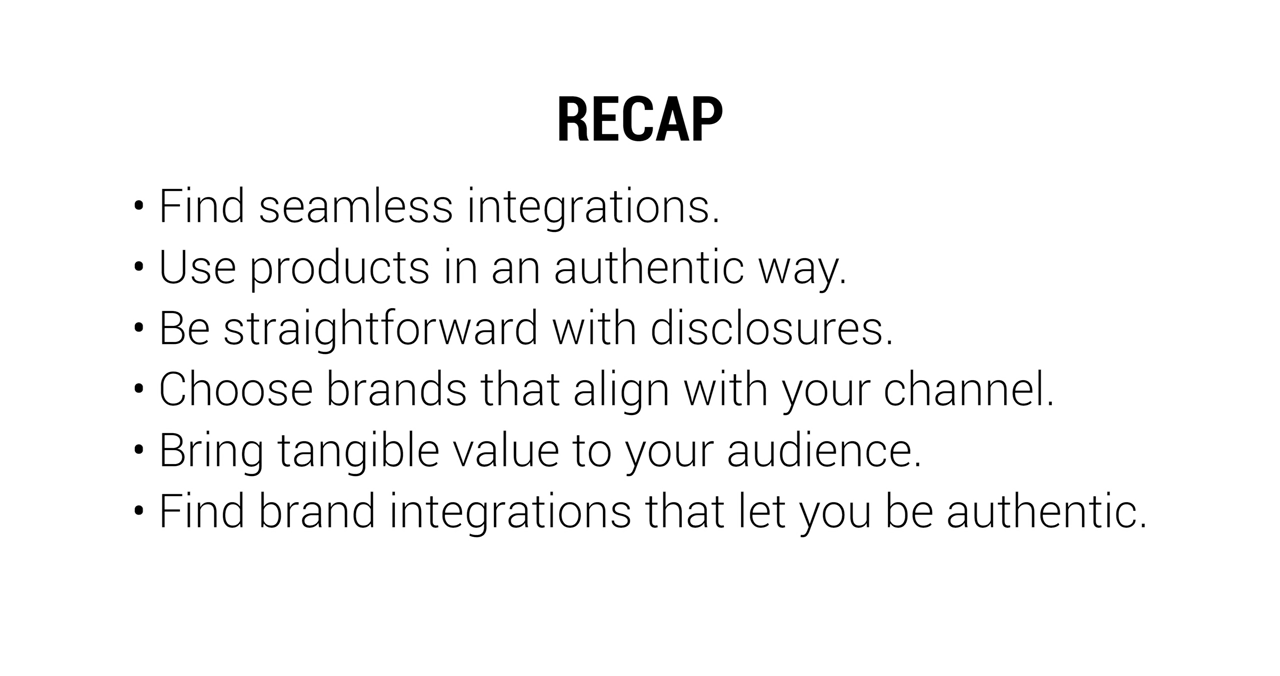 RECAP
• Find seamless integrations.
• Use products in an authentic way.
• Be straightforward with disclosures.
• Choose brands that align with your channel.
• Bring tangible value to your audience.
• Find brand integrations that let you be authentic.